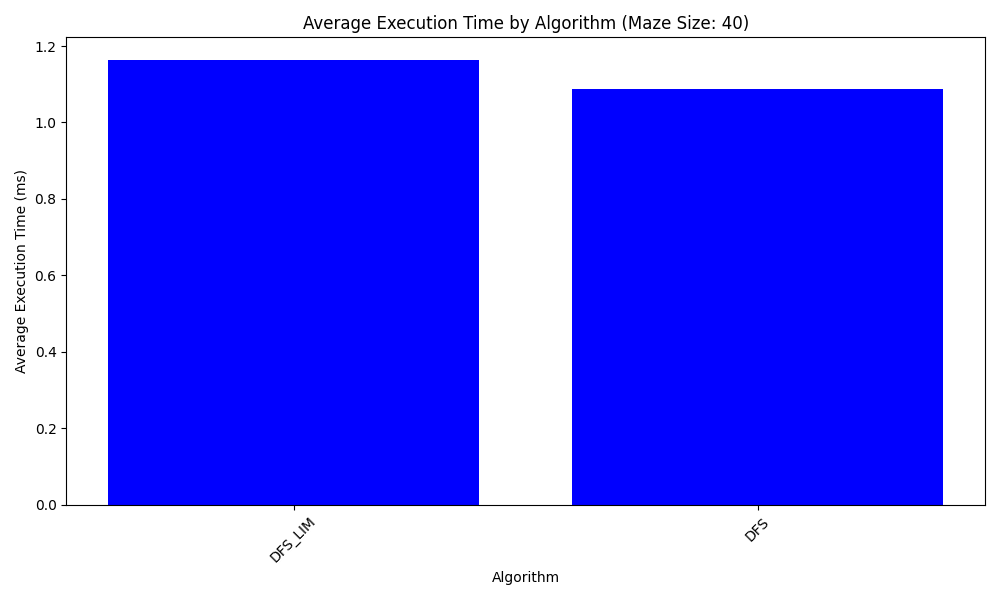 Average Execution Time by Algorithm (Maze Size: 40)
Average Execution Time (ms)
1.2
1.0
0.8
0.6
0.4
0.2
0.0
DFS_LIM
DFS
Algorithm